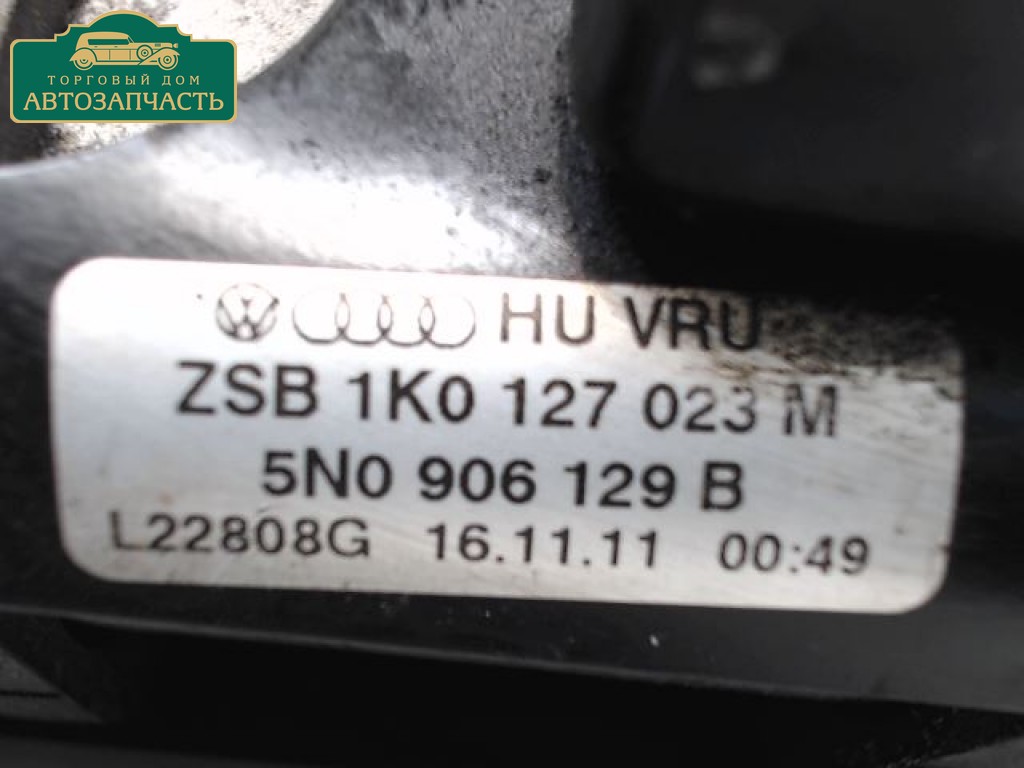 ТОРГОВЫЙ ДОМ
АВТОЗАПЧАСТЬ
HU VRU
ZSB 1K0 127 023 M
5N0 906 129 B
L22808G 16.11.11 00:49